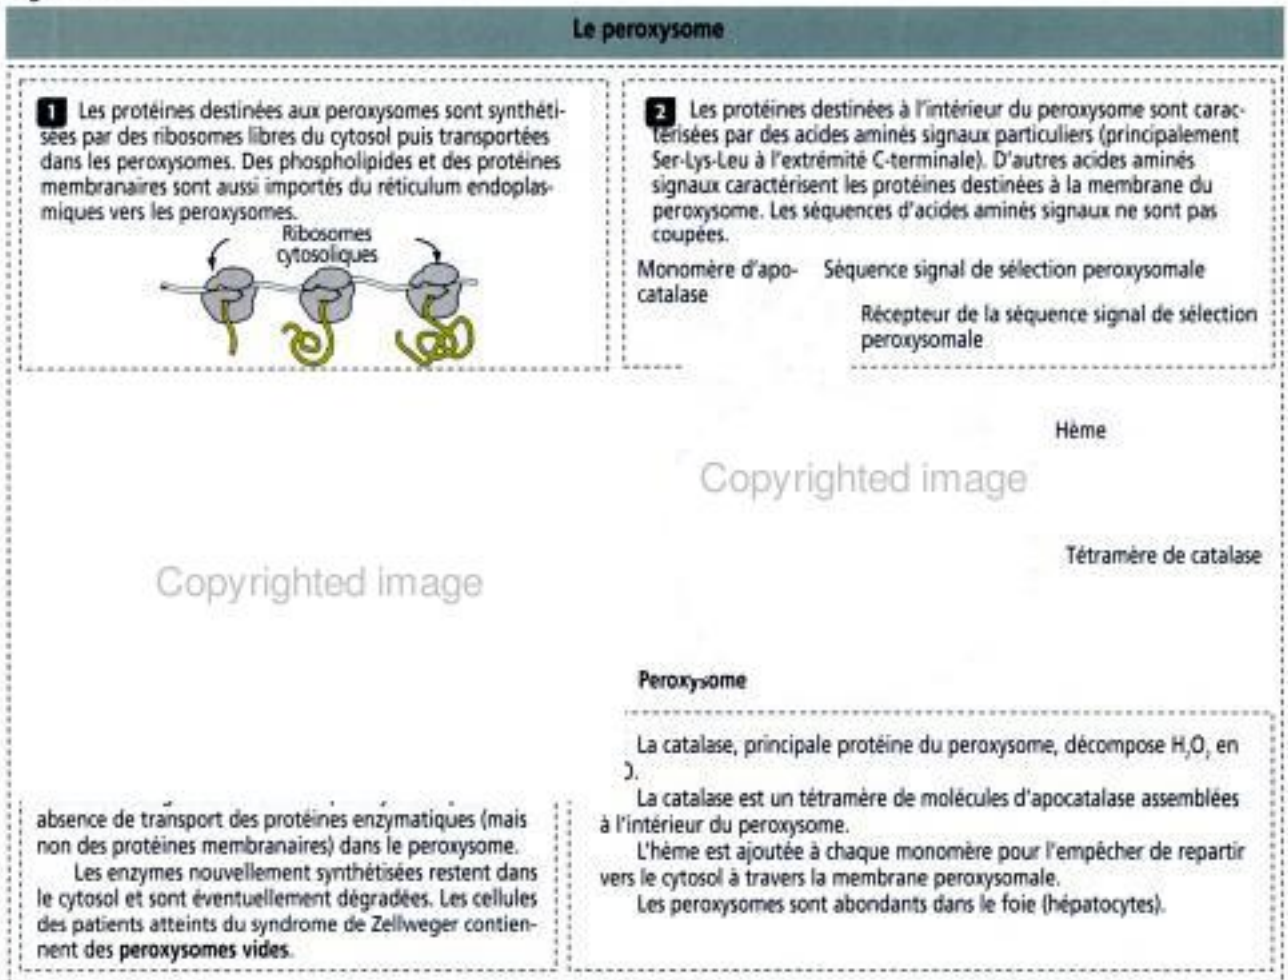 Le peroxysome
1 Les protéines destinées aux peroxysomes sont synthéti-
sées par des ribosomes libres du cytosol puis transportées
dans les peroxysomes. Des phospholipides et des protéines
membranaires sont aussi importés du réticulum endoplas-
miques vers les peroxysomes.
Ribosomes
cytosoliques
2 Les protéines destinées à l'intérieur du peroxysome sont carac-
térisées par des acides aminés signaux particuliers (principalement
Ser-Lys-Leu à l'extrémité C-terminale). D'autres acides aminés
signaux caractérisent les protéines destinées à la membrane du
peroxysome. Les séquences d'acides aminés signaux ne sont pas
coupées.
Monomère d'apo-
catalase
Séquence signal de sélection peroxysomale
Récepteur de la séquence signal de sélection
peroxysomale
Hème
Copyrighted image
Tétramère de catalase
Copyrighted image
Peroxysome
absence de transport des protéines enzymatiques (mais
non des protéines membranaires) dans le peroxysome.
Les enzymes nouvellement synthétisées restent dans
le cytosol et sont éventuellement dégradées. Les cellules
des patients atteints du syndrome de Zellweger contien-
nent des peroxysomes vides.
La catalase, principale protéine du peroxysome, décompose H₂O₂ en
O.
La catalase est un tétramère de molécules d'apocatalase assemblées
à l'intérieur du peroxysome.
L'hème est ajoutée à chaque monomère pour l'empêcher de repartir
vers le cytosol à travers la membrane peroxysomale.
Les peroxysomes sont abondants dans le foie (hépatocytes).